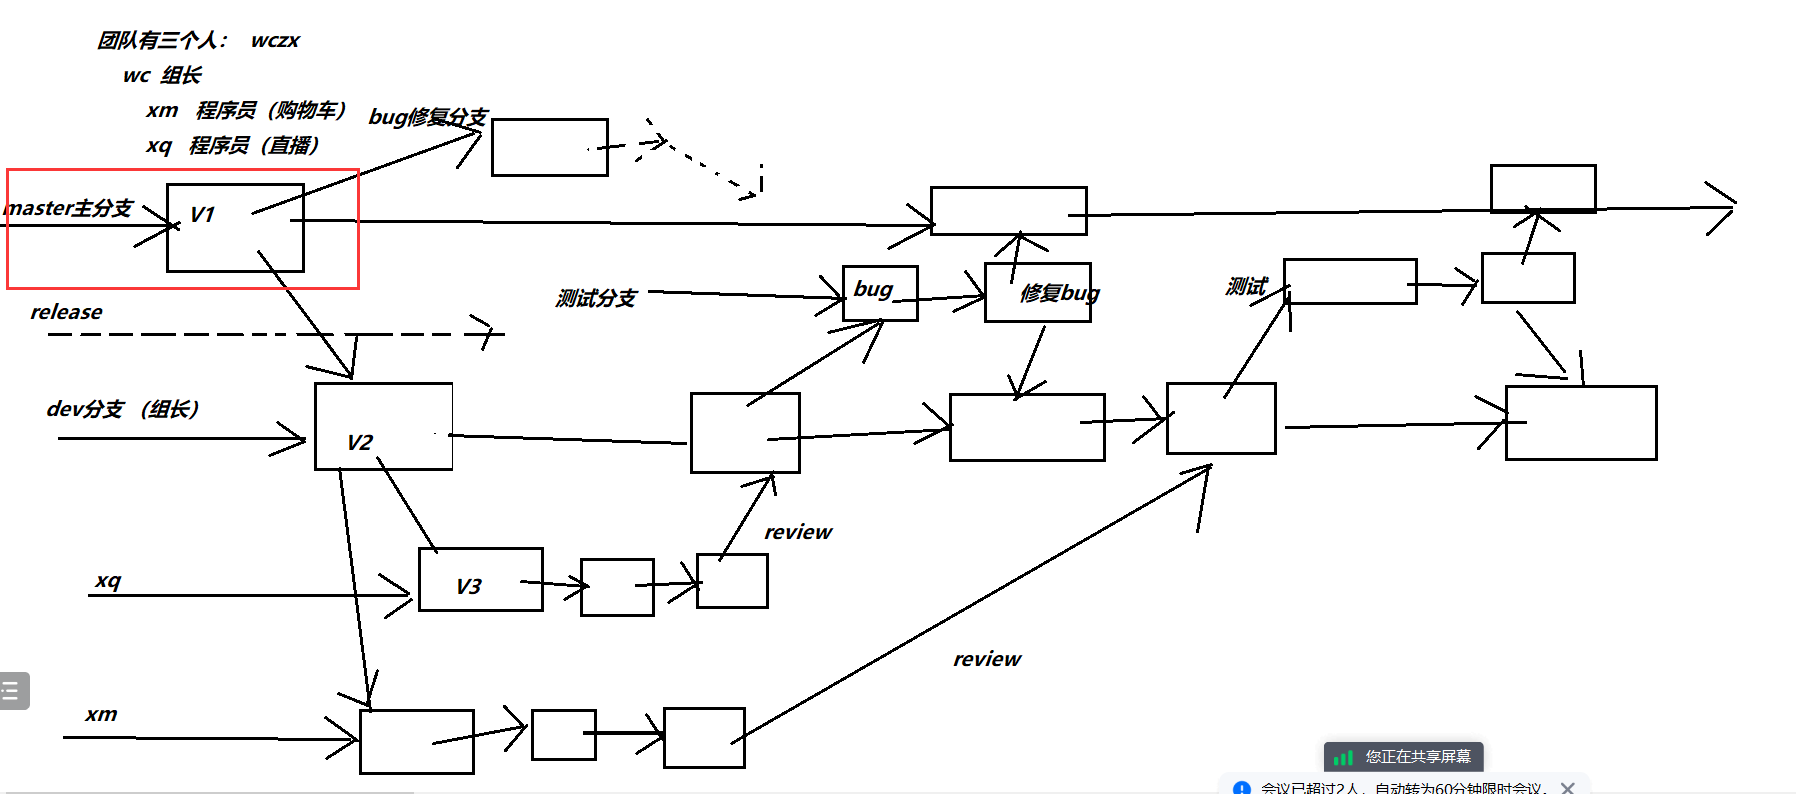 团队有三个人： wczx
wc 组长
xm 程序员（购物车）
bug修复分支
xq 程序员（直播）
master主分支
V1
release
测试分支
bug
修复bug
测试
dev分支 （组长）
V2
review
xq
V3
review
xm
您正在共享屏幕
会议已超过2人，自动转为60分钟限时会议。